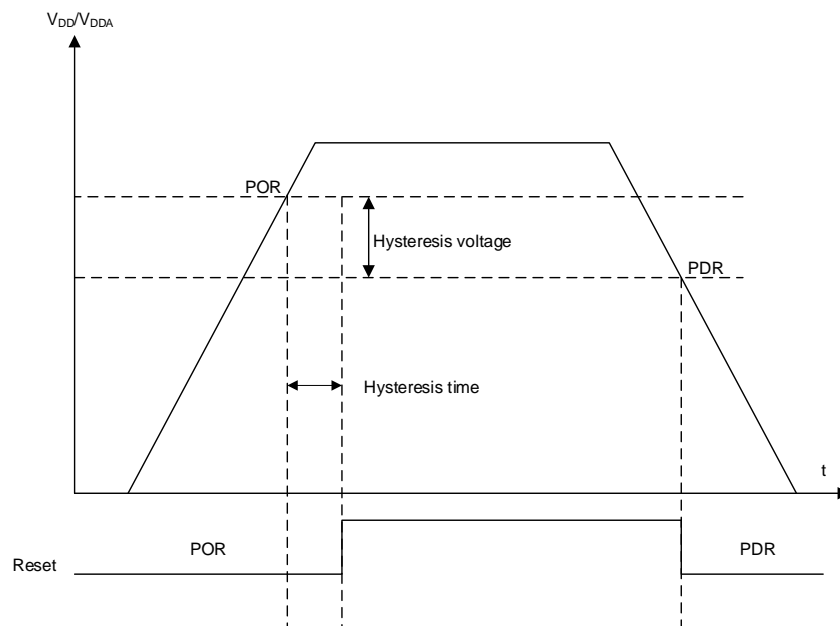 VDD/VDDA
POR
Hysteresis voltage
PDR
Hysteresis time
t
POR
PDR
Reset